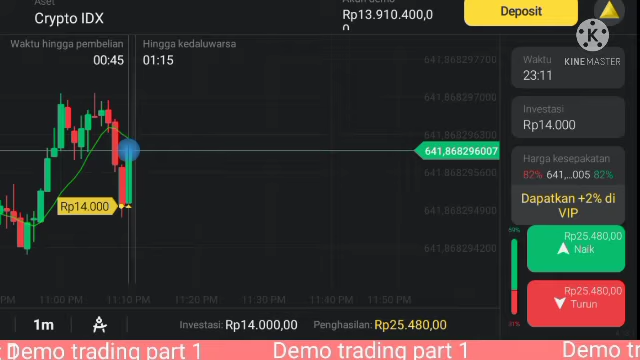 Aset
Crypto IDX
Akun demo
Rp13.910.400,0
0
Deposit
KINEMASTER
Waktu hingga pembelian
00:45
Hingga kedaluwarsa
01:15
641,868297700
641,868297000
641,868296300
641,868296007
641,868295600
641,868294900
641,868294200
Rp14.000
Waktu
23:11
Investasi
Rp14.000
Harga kesepakatan
82% 641,...005 82%
Dapatkan +2% di
VIP
69%
Rp25.480,00
Naik
Rp25.480,00
Turun
31%
PM 11:00 PM 11:10 PM 11:20 PM 11:30 PM 11:40 PM 11:50 PM
1m
Investasi: Rp14.000,00
Penghasilan: Rp25.480,00
t 1 Demo trading part 1 Demo trading part 1 Demo t